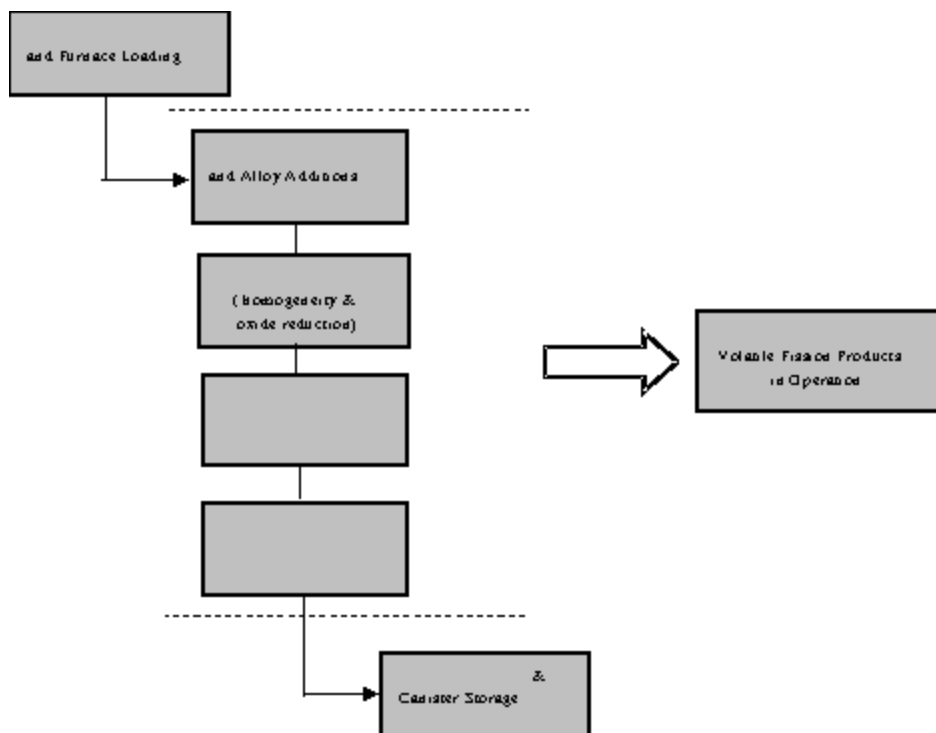 and Furnace Loading
and Alloy Additions
(homogeneity &
oxide reduction)
Volatile Fission Products
in Operation
&
Canister Storage